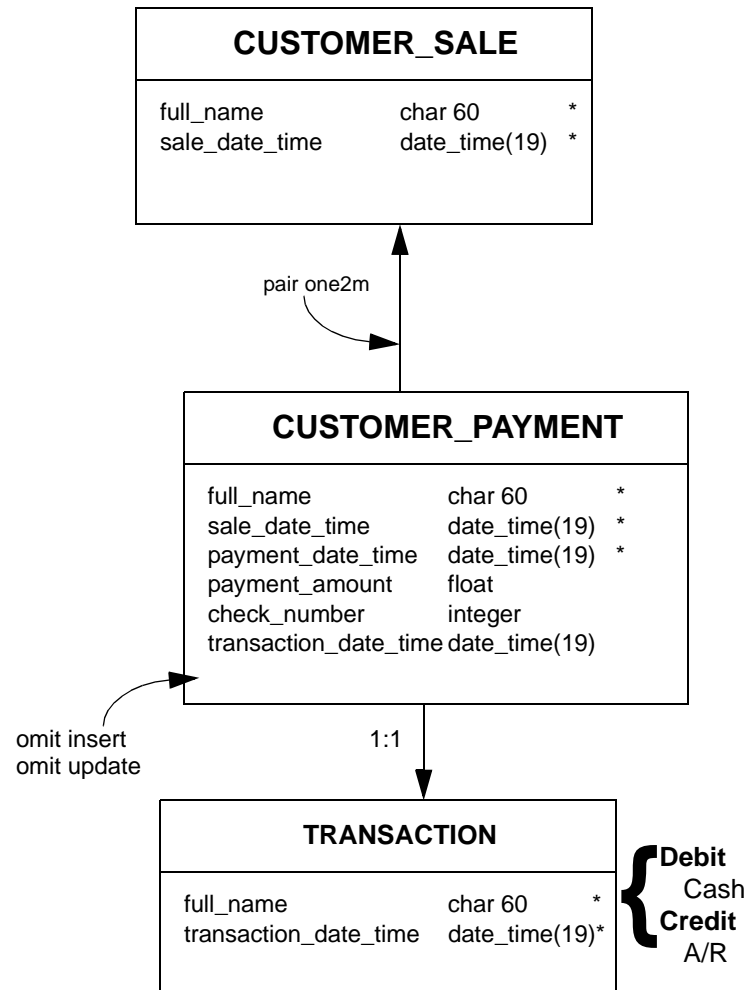 CUSTOMER_SALE
full_name char 60 *
sale_date_time date_time(19) *
pair one2m
CUSTOMER_PAYMENT
full_name char 60 *
sale_date_time date_time(19) *
payment_date_time date_time(19) *
payment_amount float
check_number integer
transaction_date_time date_time(19)
omit insert
omit update
1:1
TRANSACTION
full_name char 60 *
transaction_date_time date_time(19)*
{
Debit
Cash
Credit
A/R